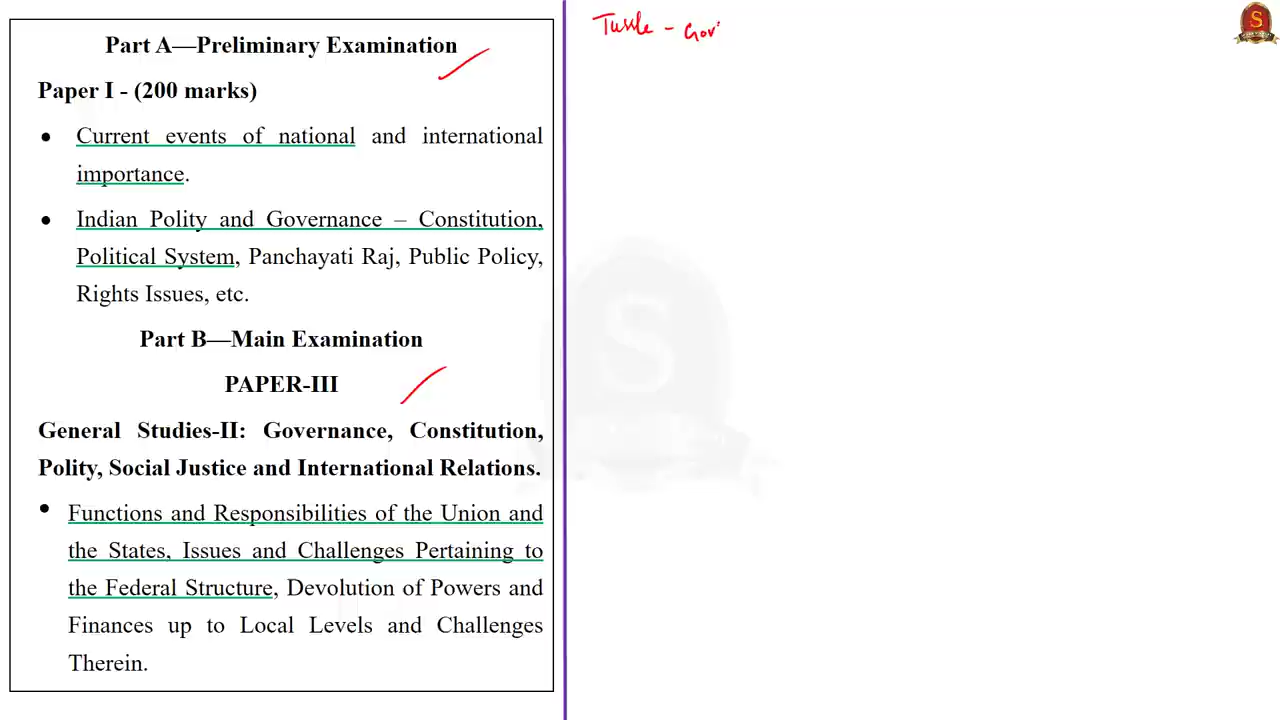 Part A—Preliminary Examination
Paper I - (200 marks)
• Current events of national and international
importance.
• Indian Polity and Governance – Constitution,
Political System, Panchayati Raj, Public Policy,
Rights Issues, etc.
Part B—Main Examination
PAPER-III
General Studies-II: Governance, Constitution,
Polity, Social Justice and International Relations.
• Functions and Responsibilities of the Union and
the States, Issues and Challenges Pertaining to
the Federal Structure, Devolution of Powers and
Finances up to Local Levels and Challenges
Therein.
Tussle - Gov
S
S